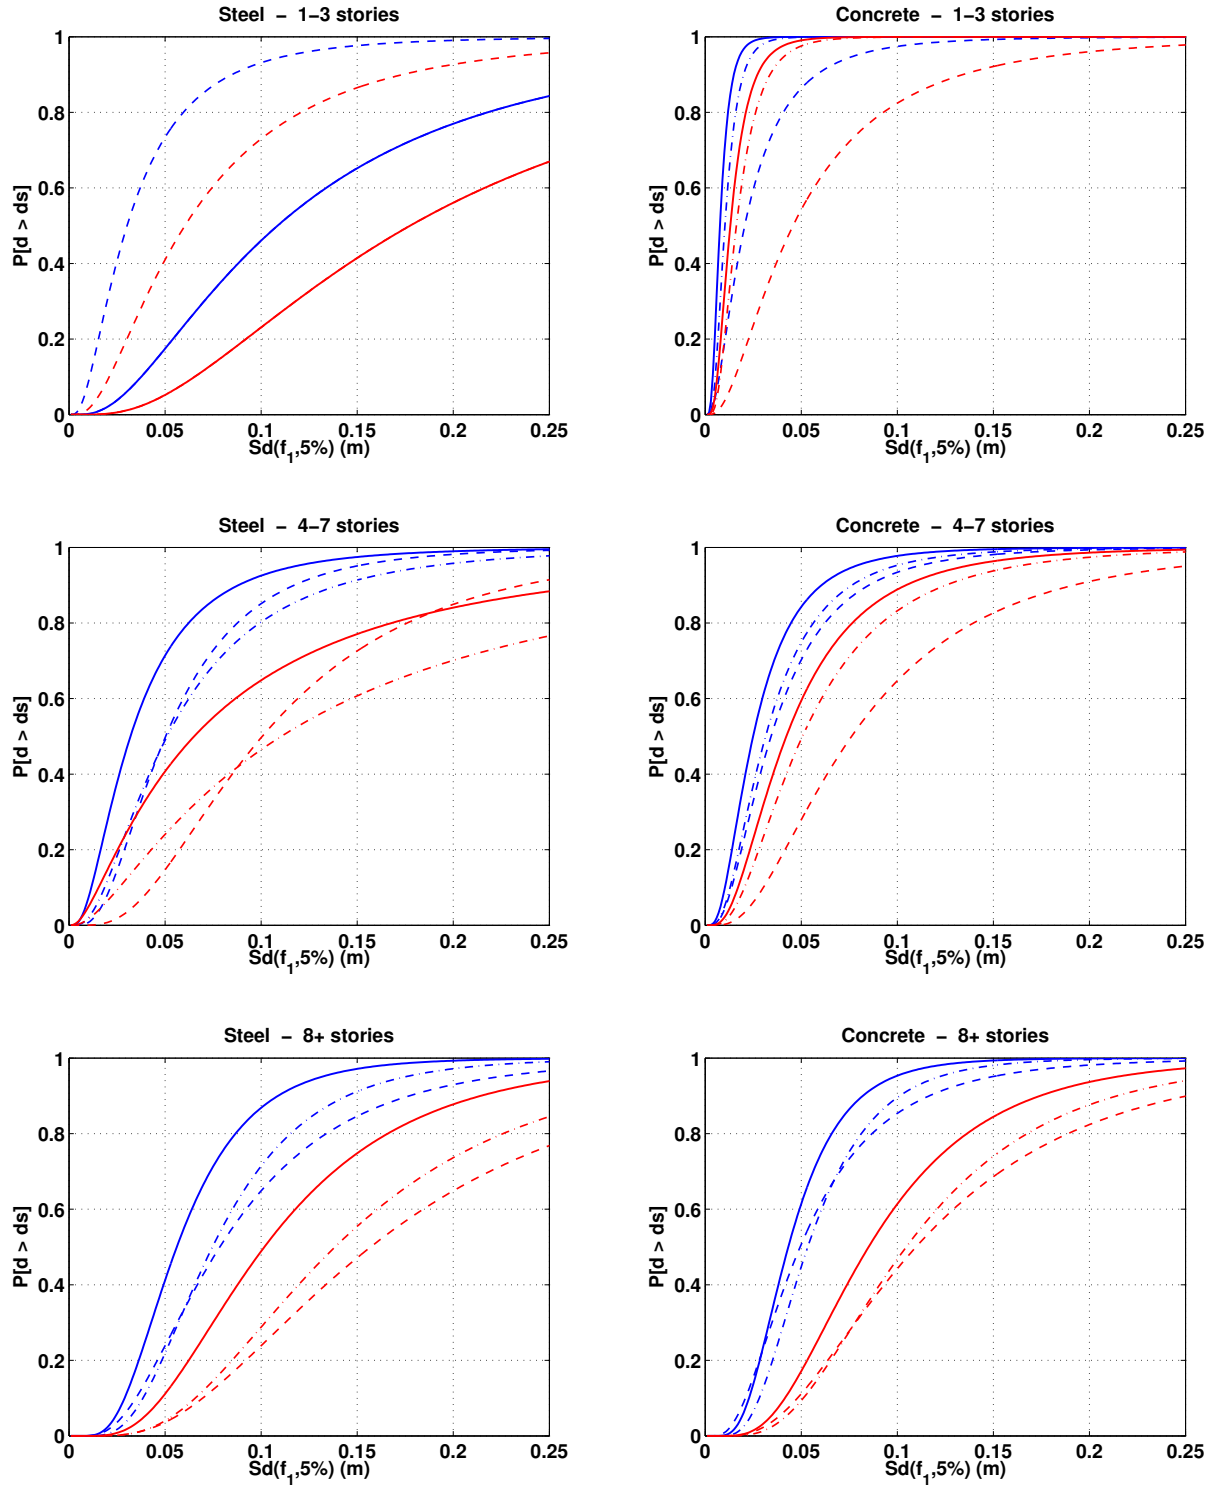 Steel − 1−3 stories
Concrete − 1−3 stories
1
0.8
0.6
0.4
0.2
0
P[d > ds]
0 0.05 0.1 0.15 0.2 0.25
Sd(f1,5%) (m)
1
0.8
0.6
0.4
0.2
0
P[d > ds]
0 0.05 0.1 0.15 0.2 0.25
Sd(f1,5%) (m)
Steel − 4−7 stories
Concrete − 4−7 stories
1
0.8
0.6
0.4
0.2
0
P[d > ds]
0 0.05 0.1 0.15 0.2 0.25
Sd(f1,5%) (m)
1
0.8
0.6
0.4
0.2
0
P[d > ds]
0 0.05 0.1 0.15 0.2 0.25
Sd(f1,5%) (m)
Steel − 8+ stories
Concrete − 8+ stories
1
0.8
0.6
0.4
0.2
0
P[d > ds]
0 0.05 0.1 0.15 0.2 0.25
Sd(f1,5%) (m)
1
0.8
0.6
0.4
0.2
0
P[d > ds]
0 0.05 0.1 0.15 0.2 0.25
Sd(f1,5%) (m)